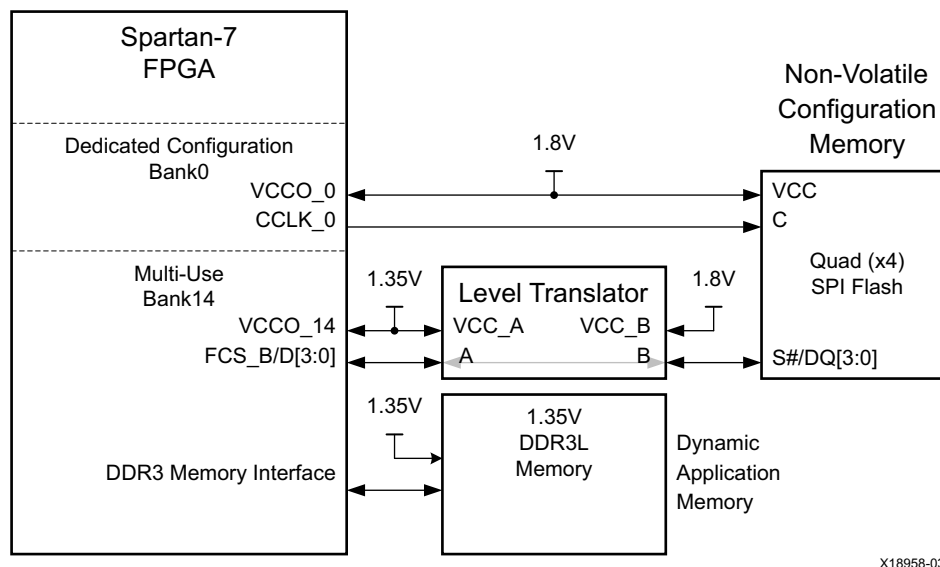 Spartan-7
FPGA
Dedicated Configuration
Bank0
VCCO_0
CCLK_0
Multi-Use
Bank14
VCCO_14
FCS_B/D[3:0]
DDR3 Memory Interface
1.8V
1.35V
Level Translator
VCC_A
VCC_B
A
B
1.8V
Non-Volatile
Configuration
Memory
VCC
C
Quad (x4)
SPI Flash
S#/DQ[3:0]
1.35V
1.35V
DDR3L
Memory
Dynamic
Application
Memory